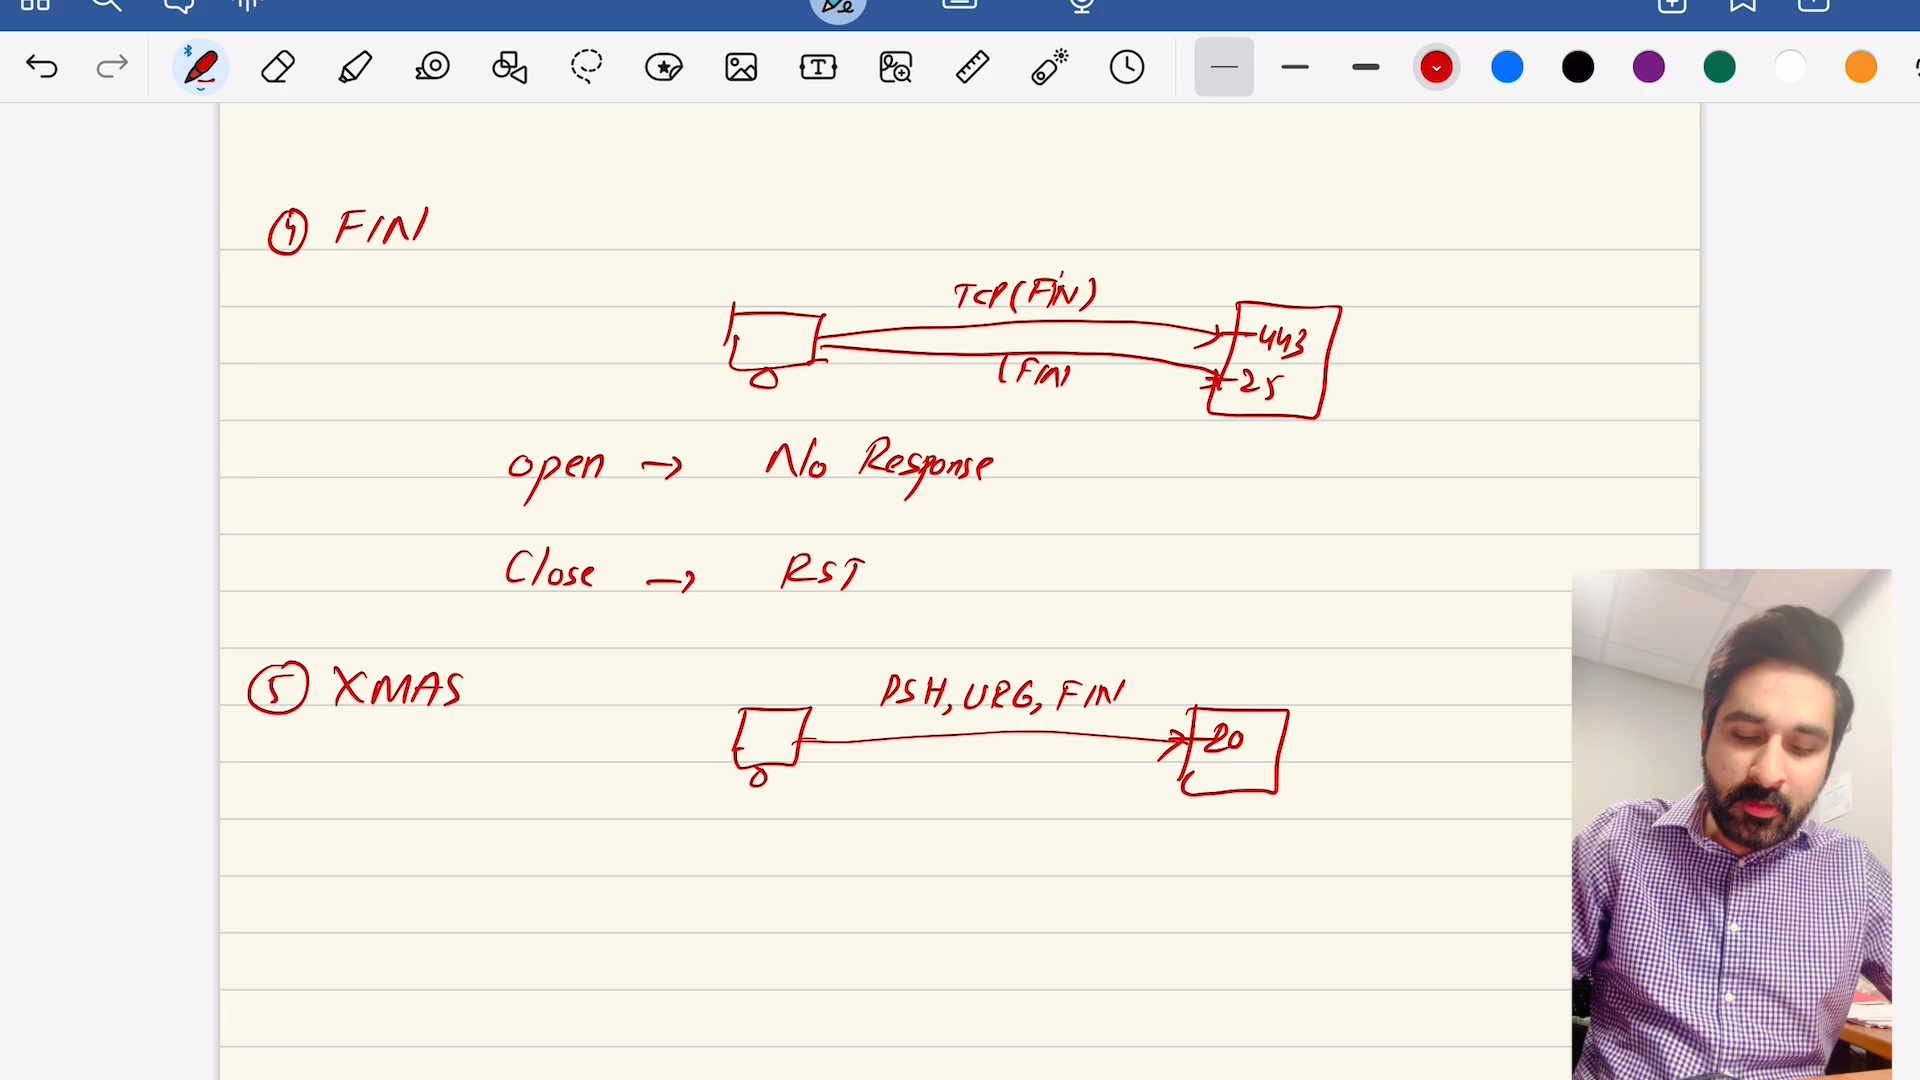 ④ FIN
TCP(FIN)
443
(FIN)
25
open → No Response
Close → RST
⑤ XMAS
PSH, URG, FIN
20